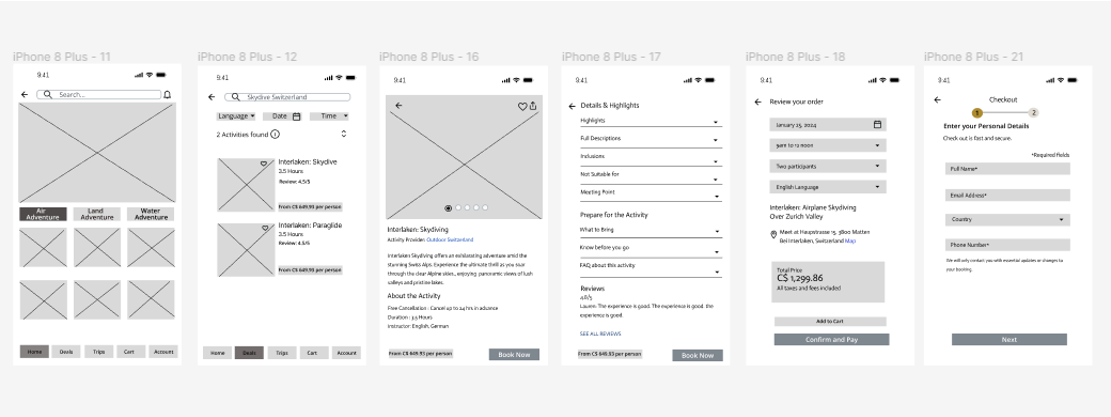 iPhone 8 Plus - 11
9:41
Search...
Air
Adventure
Land
Adventure
Water
Adventure
Home
Deals
Trips
Cart
Account
iPhone 8 Plus - 12
9:41
Skydive Switzerland
Language
Date
Time
2 Activities found
Interlaken: Skydive
3.5 Hours
Review: 4.5/5
From C$ 649.93 per person
Interlaken: Paraglide
3.5 Hours
Review: 4.5/5
From C$ 649.93 per person
Home
Deals
Trips
Cart
Account
iPhone 8 Plus - 16
9:41
Interlaken: Skydiving
Activity Provider: Outdoor Switzerland
Interlaken Skydiving offers an exhilarating adventure amid the
stunning Swiss Alps. Experience the ultimate thrill as you soar
through the clear Alpine skies, enjoying panoramic views of lush
valleys and pristine lakes.
About the Activity
Free Cancellation : Cancel up to 24 hrs in advance
Duration : 3.5 Hours
Instructor: English, German
From C$ 649.93 per person
Book Now
iPhone 8 Plus - 17
9:41
Details & Highlights
Highlights
Full Descriptions
Inclusions
Not Suitable for
Meeting Point
Prepare for the Activity
What to Bring
Know before you go
FAQ about this activity
Reviews
Lauren: The experience is good. The experience is good. the
experience is good.
SEE ALL REVIEWS
From C$ 649.93 per person
Book Now
iPhone 8 Plus - 18
9:41
Review your order
January 25, 2024
9am to 12 noon
Two participants
English Language
Interlaken: Airplane Skydiving
Over Zurich Valley
Meet at Haupstrasse 15, 3800 Matten
Bei Interlaken, Switzerland Map
Total Price
C$ 1,299.86
All taxes and fees included
Add to Cart
Confirm and Pay
iPhone 8 Plus - 21
9:41
Checkout
1
2
Enter your Personal Details
Check out is fast and secure.
*Required Fields
Full Name*
Email Address*
Country
Phone Number*
We will only contact you with essential updates or changes to
your booking.
Next